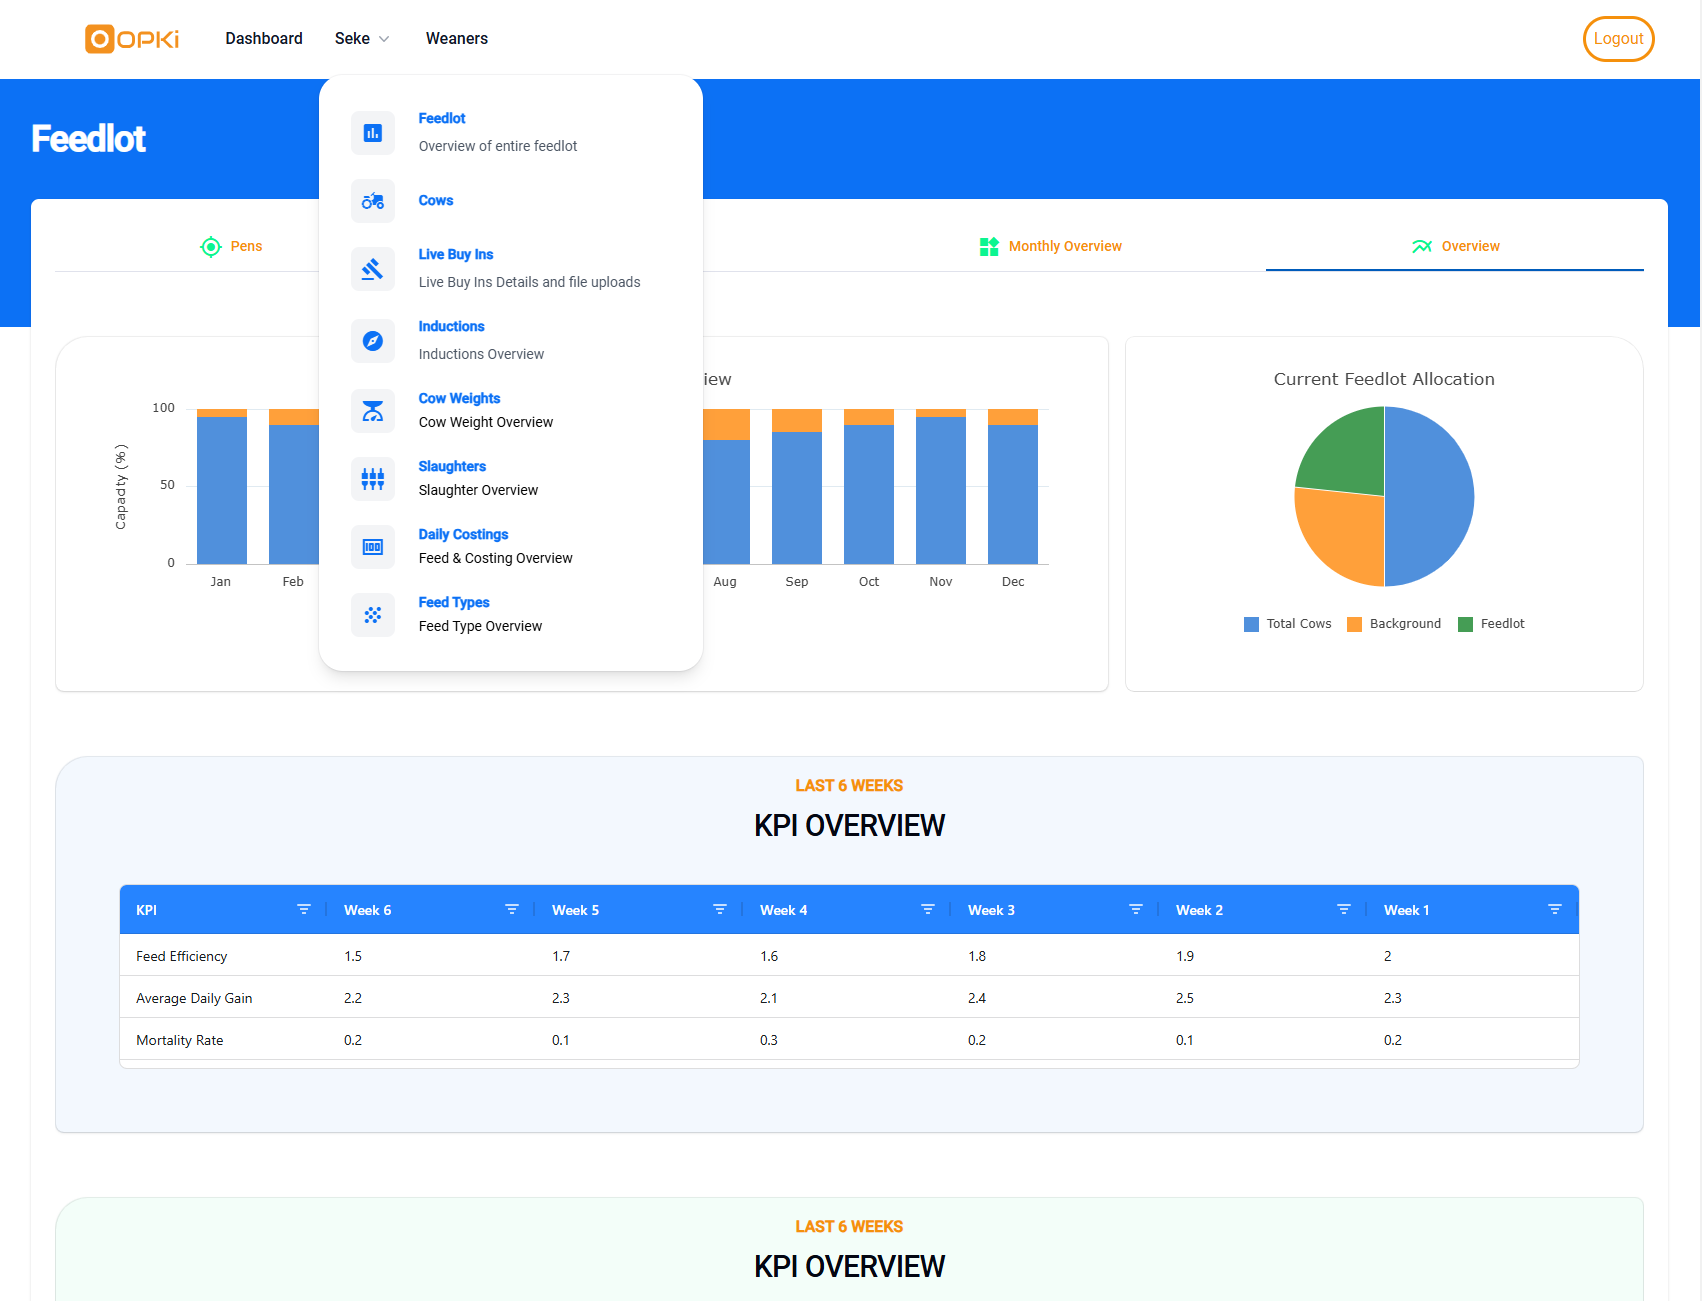 OPKi
Dashboard
Seke
Weaners
Logout
Feedlot
Feedlot
Overview of entire feedlot
Cows
Live Buy Ins
Live Buy Ins Details and file uploads
Inductions
Inductions Overview
Cow Weights
Cow Weight Overview
Slaughters
Slaughter Overview
Daily Costings
Feed & Costing Overview
Feed Types
Feed Type Overview
Pens
Monthly Overview
Overview
iew
100
50
0
Capacity (%)
Jan Feb Aug Sep Oct Nov Dec
Current Feedlot Allocation
Total Cows Background Feedlot
LAST 6 WEEKS
KPI OVERVIEW
KPI Week 6 Week 5 Week 4 Week 3 Week 2 Week 1
Feed Efficiency 1.5 1.7 1.6 1.8 1.9 2
Average Daily Gain 2.2 2.3 2.1 2.4 2.5 2.3
Mortality Rate 0.2 0.1 0.3 0.2 0.1 0.2
LAST 6 WEEKS
KPI OVERVIEW